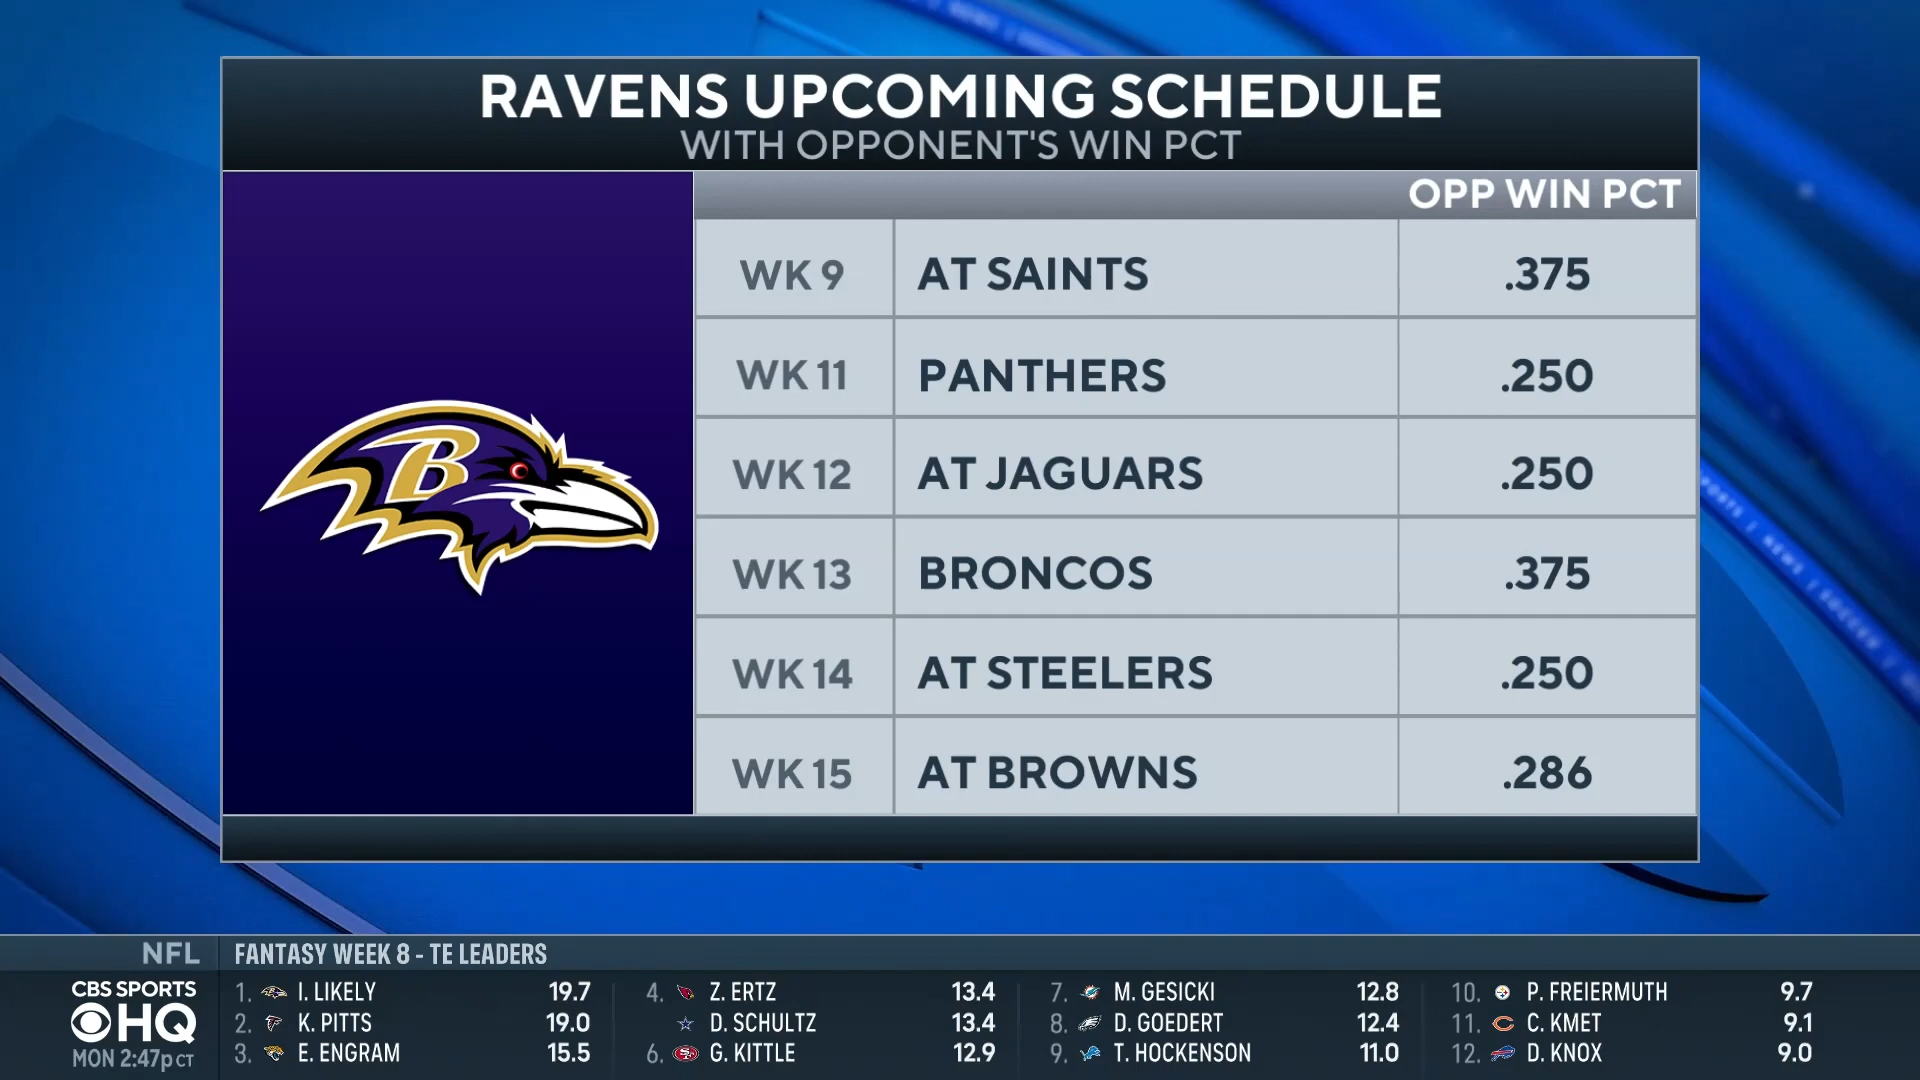 RAVENS UPCOMING SCHEDULE
WITH OPPONENT'S WIN PCT
OPP WIN PCT
WK 9 AT SAINTS .375
WK 11 PANTHERS .250
WK 12 AT JAGUARS .250
WK 13 BRONCOS .375
WK 14 AT STEELERS .250
WK 15 AT BROWNS .286
B
NFL FANTASY WEEK 8 - TE LEADERS
CBS SPORTS
HQ
MON 2:47p CT
1. I. LIKELY 19.7
2. K. PITTS 19.0
3. E. ENGRAM 15.5
4. Z. ERTZ 13.4
D. SCHULTZ 13.4
6. G. KITTLE 12.9
7. M. GESICKI 12.8
8. D. GOEDERT 12.4
9. T. HOCKENSON 11.0
10. P. FREIERMUTH 9.7
11. C. KMET 9.1
12. D. KNOX 9.0